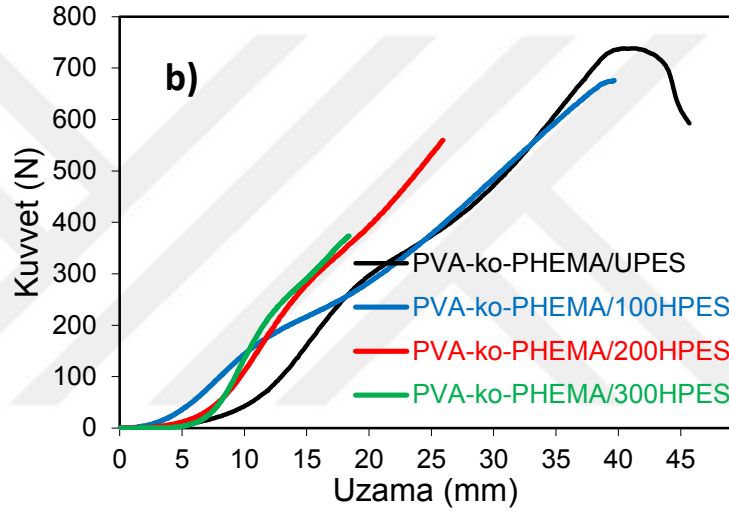 800
700
600
500
400
300
200
100
0
Kuvvet (N)
b)
PVA-ko-PHEMA/UPES
PVA-ko-PHEMA/100HPES
PVA-ko-PHEMA/200HPES
PVA-ko-PHEMA/300HPES
0 5 10 15 20 25 30 35 40 45
Uzama (mm)